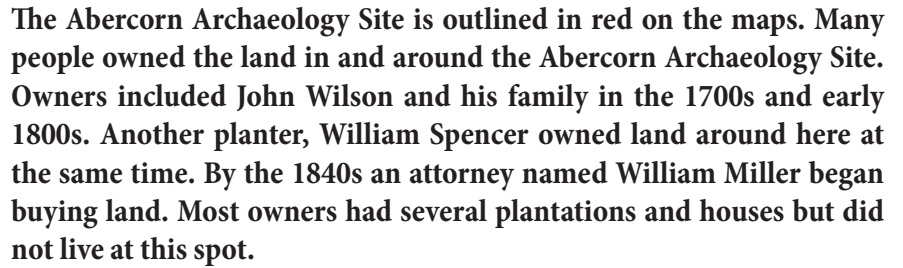 The Abercorn Archaeology Site is outlined in red on the maps. Many
people owned the land in and around the Abercorn Archaeology Site.
Owners included John Wilson and his family in the 1700s and early
1800s. Another planter, William Spencer owned land around here at
the same time. By the 1840s an attorney named William Miller began
buying land. Most owners had several plantations and houses but did
not live at this spot.